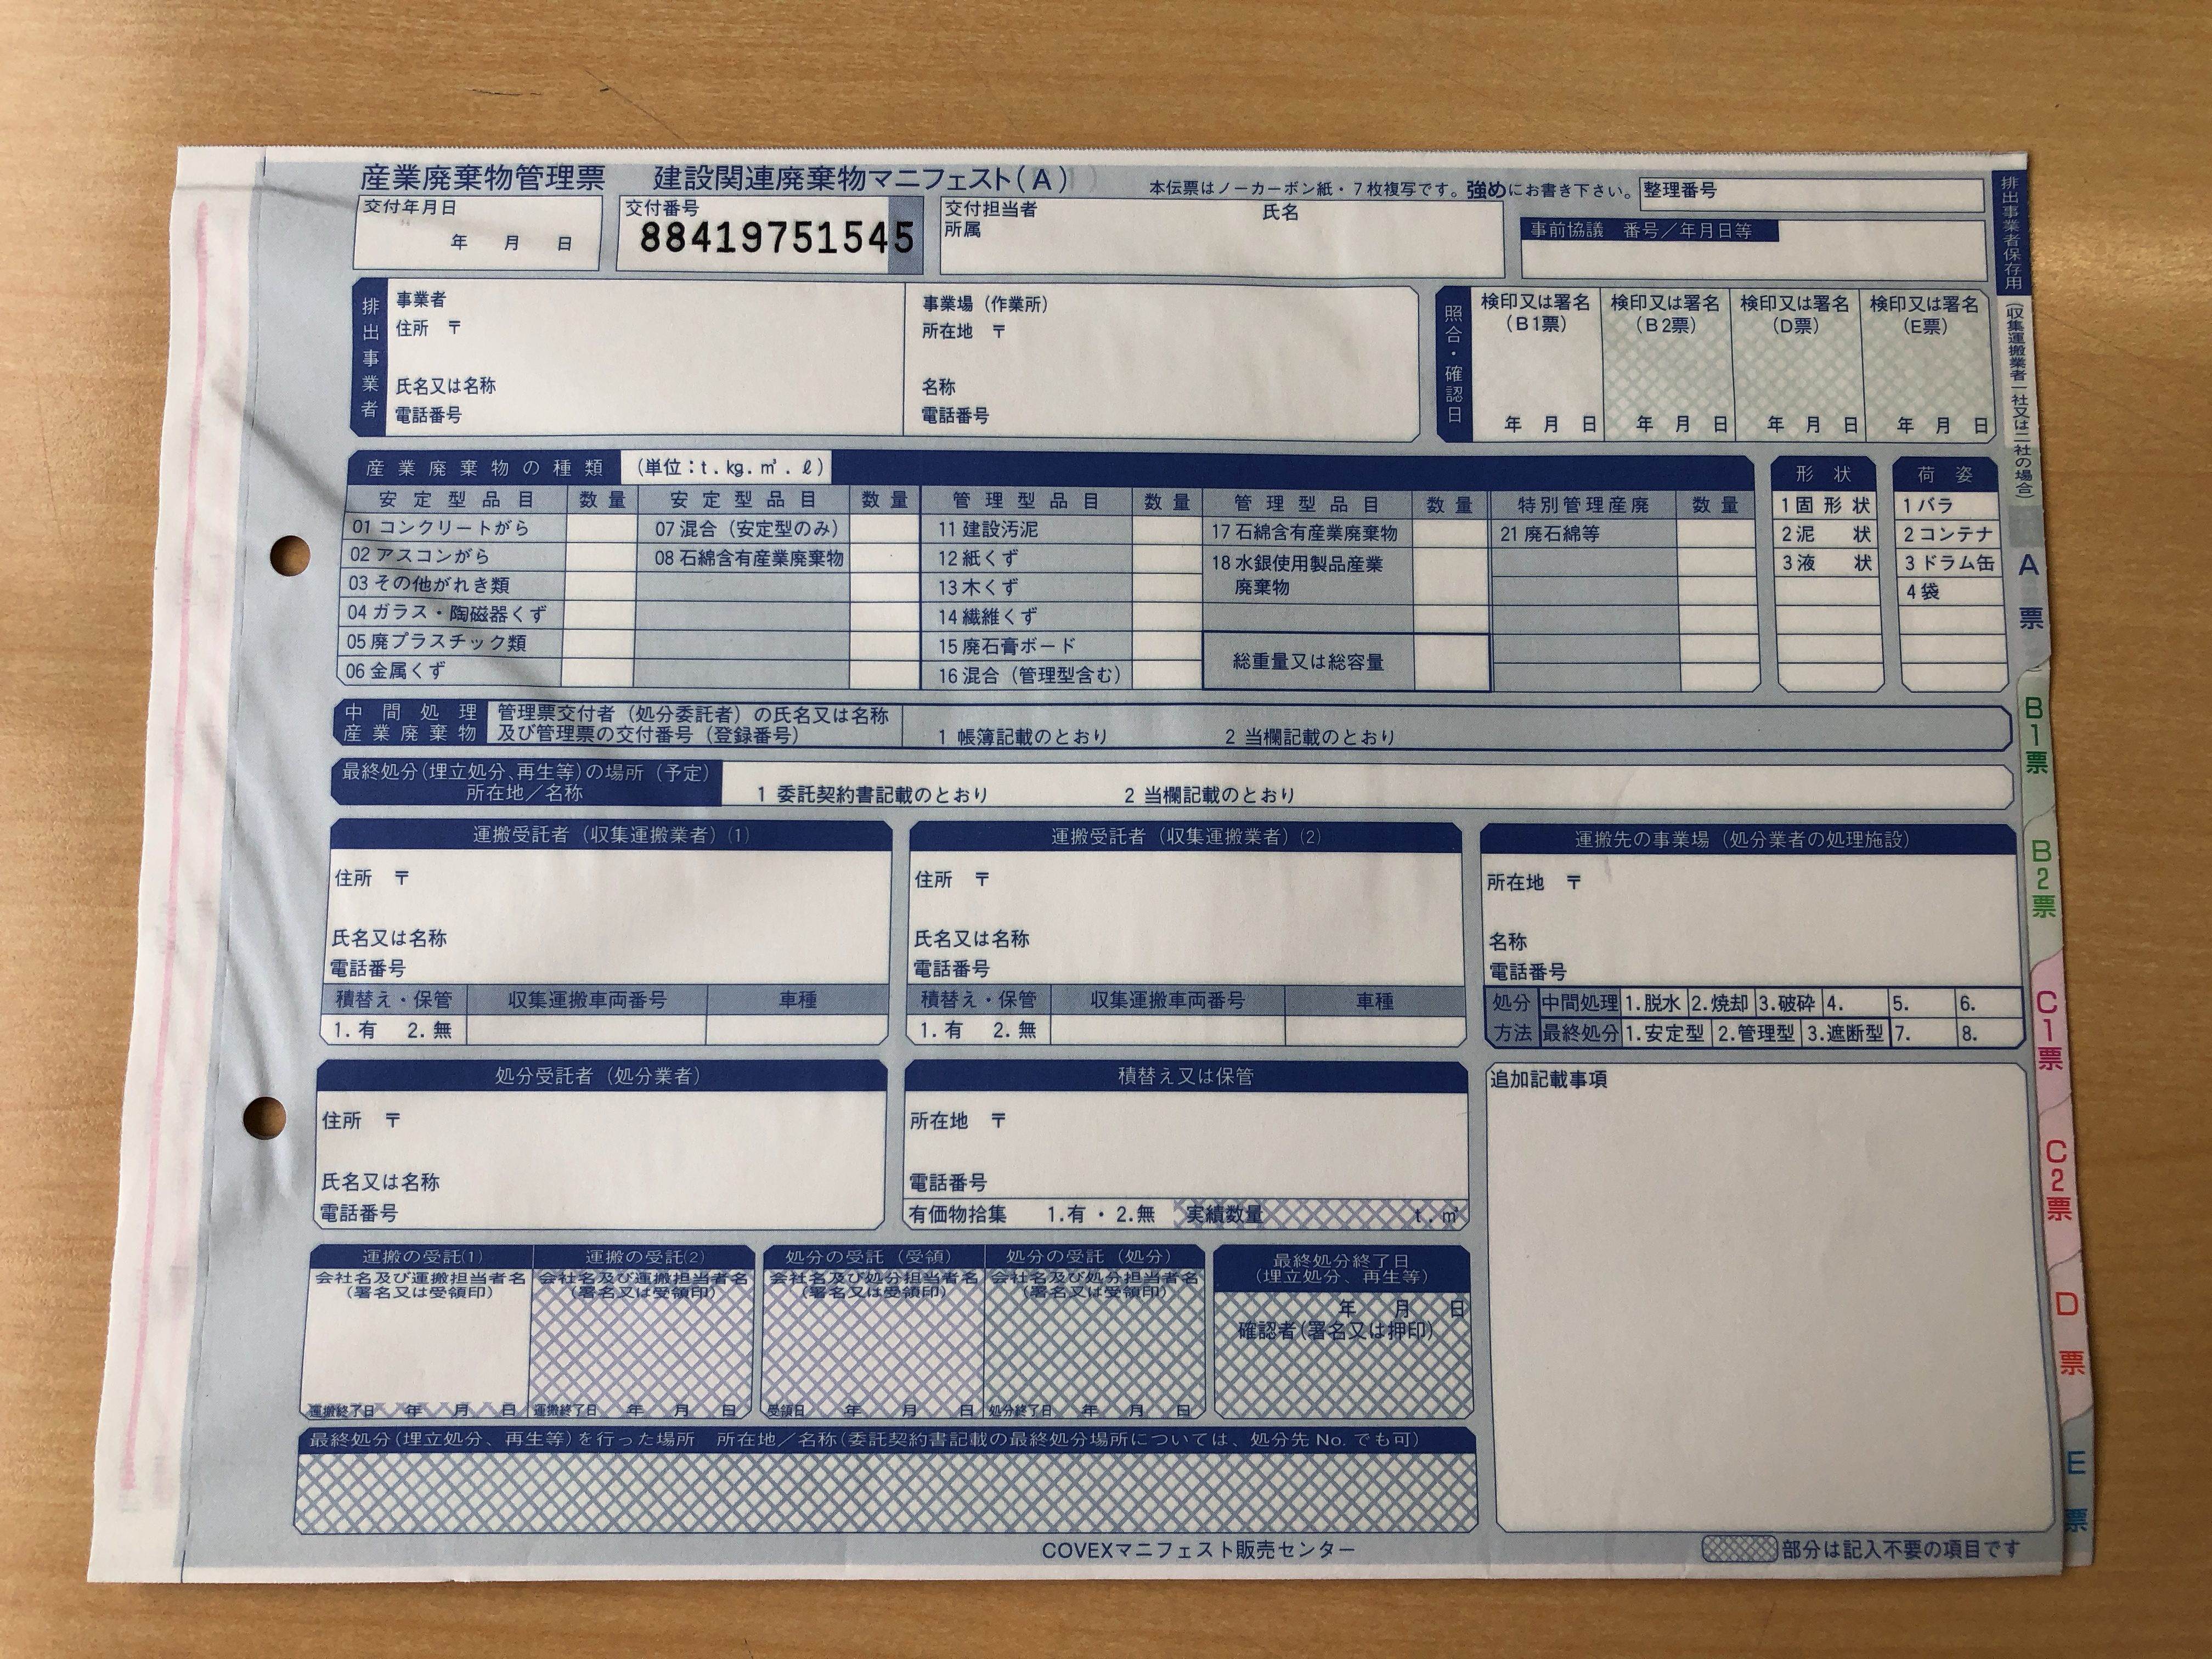 産業廃棄物管理票 建設関連廃棄物マニフェスト(A)
本伝票はノーカーボン紙・7枚複写です。強めにお書き下さい。
整理番号
交付年月日
年 月 日
交付番号
88419751545
交付担当者 氏名
所属
事前協議 番号/年月日等
排出事業者
事業者
住所 〒
氏名又は名称
電話番号
事業場(作業所)
所在地 〒
名称
電話番号
照合・確認日
検印又は署名 検印又は署名 検印又は署名 検印又は署名
(B1票) (B2票) (D票) (E票)
年 月 日 年 月 日 年 月 日 年 月 日
産業廃棄物の種類 (単位:t.kg.㎥.ℓ)
形状 荷姿
安定型品目 数量 安定型品目 数量 管理型品目 数量 管理型品目 数量 特別管理産廃 数量
01 コンクリートがら 07 混合(安定型のみ) 11 建設汚泥 17 石綿含有産業廃棄物 21 廃石綿等 1 固形状 1 バラ
02 アスコンがら 08 石綿含有産業廃棄物 12 紙くず 18 水銀使用製品産業 2 泥状 2 コンテナ
03 その他がれき類 13 木くず 廃棄物 3 液状 3 ドラム缶
04 ガラス・陶磁器くず 14 繊維くず 4 袋
05 廃プラスチック類 15 廃石膏ボード
06 金属くず 16 混合(管理型含む) 総重量又は総容量
中間処理 管理票交付者(処分委託者)の氏名又は名称
産業廃棄物 及び管理票の交付番号(登録番号) 1 帳簿記載のとおり 2 当欄記載のとおり
最終処分(埋立処分、再生等)の場所(予定)
所在地/名称 1 委託契約書記載のとおり 2 当欄記載のとおり
運搬受託者(収集運搬業者)(1)
住所 〒
氏名又は名称
電話番号
積替え・保管 収集運搬車両番号 車種
1.有 2.無
運搬受託者(収集運搬業者)(2)
住所 〒
氏名又は名称
電話番号
積替え・保管 収集運搬車両番号 車種
1.有 2.無
運搬先の事業場(処分業者の処理施設)
所在地 〒
名称
電話番号
処分 中間処理 1.脱水 2.焼却 3.破砕 4. 5. 6.
方法 最終処分 1.安定型 2.管理型 3.遮断型 7. 8.
処分受託者(処分業者)
住所 〒
氏名又は名称
電話番号
積替え又は保管
所在地 〒
電話番号
有価物拾集 1.有・2.無 実績数量 t.㎥
追加記載事項
運搬の受託(1) 運搬の受託(2) 処分の受託(受領) 処分の受託(処分)
会社名及び運搬担当者名 会社名及び運搬担当者名 会社名及び処分担当者名 会社名及び処分担当者名
(署名又は受領印) (署名又は受領印) (署名又は受領印) (署名又は受領印)
運搬終了日 年 月 日 運搬終了日 年 月 日 受領日 年 月 日 処分終了日 年 月 日
最終処分終了日
(埋立処分、再生等)
年 月 日
確認者(署名又は押印)
最終処分(埋立処分、再生等)を行った場所 所在地/名称(委託契約書記載の最終処分場所については、処分先No.でも可)
COVEXマニフェスト販売センター
部分は記入不要の項目です
排出事業者保存用
(収集運搬業者一社又は二社の場合)
A票
B1票
B2票
C1票
C2票
D票
E票